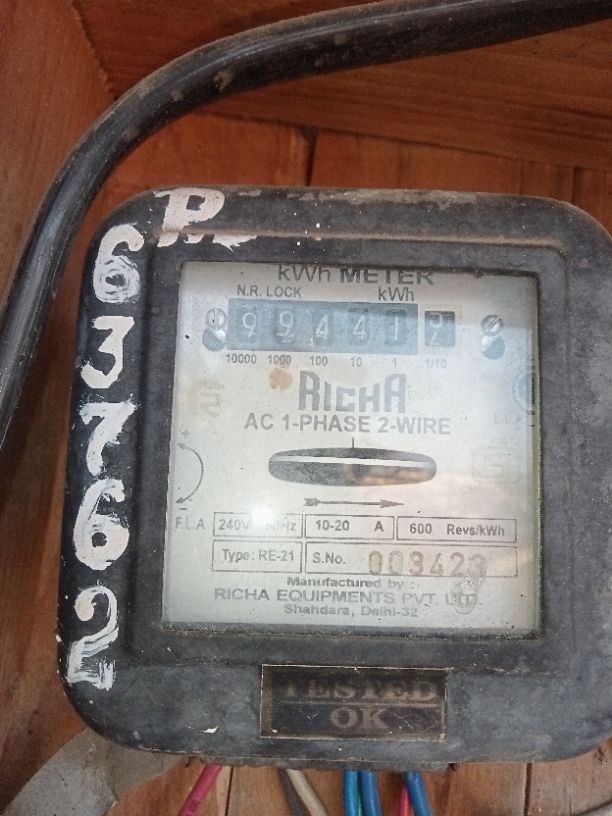 B
63762
kWh METER
N.R. LOCK kWh
99441
10000 1000 100 10 1 1/10
RICHA
AC 1-PHASE 2-WIRE
F.L.A 240V 10-20 A 600 Revs/kWh
Type: RE-21 S.No. 003423
Manufactured by :
RICHA EQUIPMENTS PVT. LTD.
Shahdara, Delhi-32
TESTED
OK